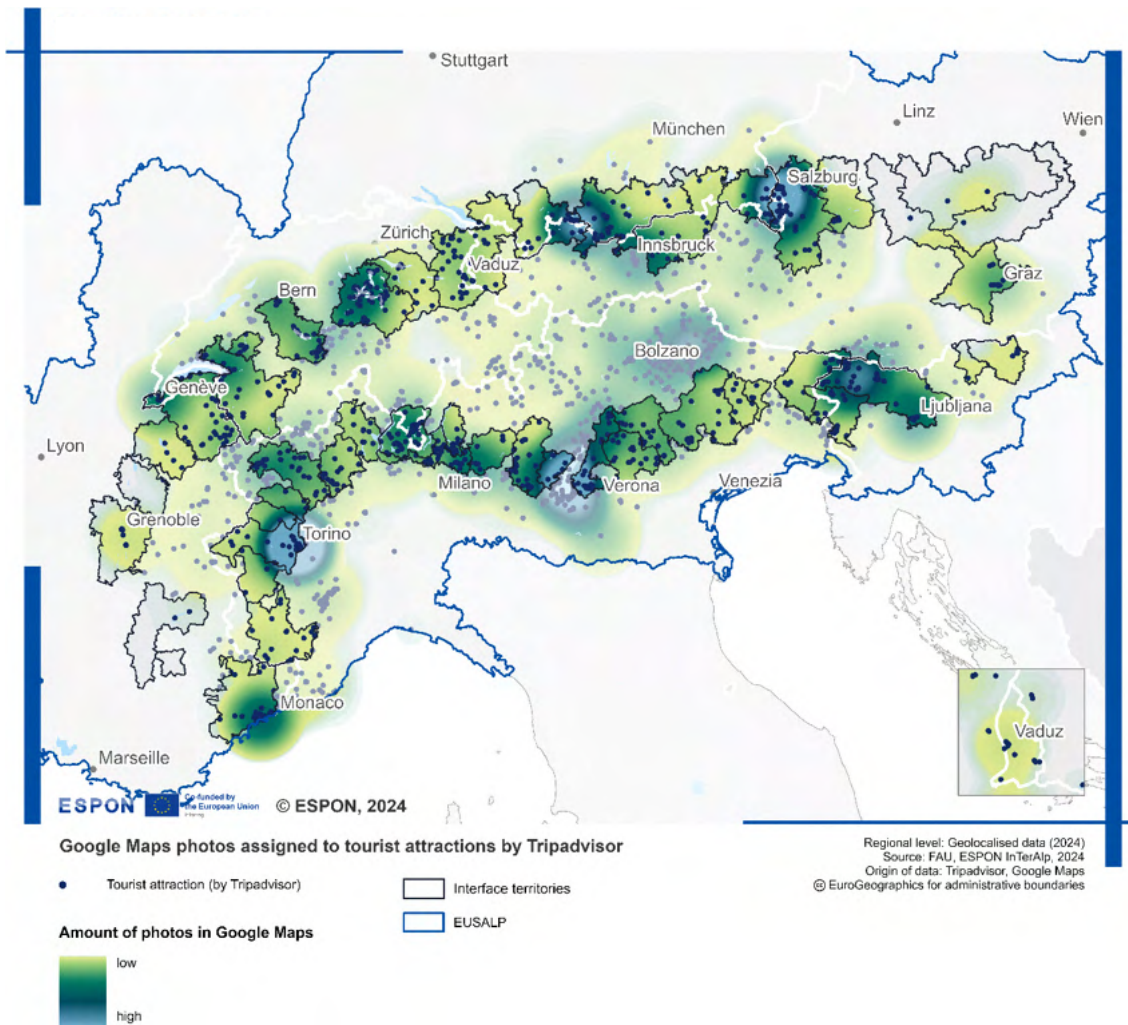 Stuttgart
Linz
Wien
München
Salzburg
Zürich
Innsbruck
Vaduz
Graz
Bern
Bolzano
Genève
Ljubljana
Lyon
Milano
Verona
Venezia
Grenoble
Torino
Monaco
Vaduz
Marseille
ESPON
Co-funded by
the European Union
Interreg
© ESPON, 2024
Google Maps photos assigned to tourist attractions by Tripadvisor
Regional level: Geolocalised data (2024)
Source: FAU, ESPON InTerAlp, 2024
Origin of data: Tripadvisor, Google Maps
© EuroGeographics for administrative boundaries
Tourist attraction (by Tripadvisor)
Interface territories
EUSALP
Amount of photos in Google Maps
low
high